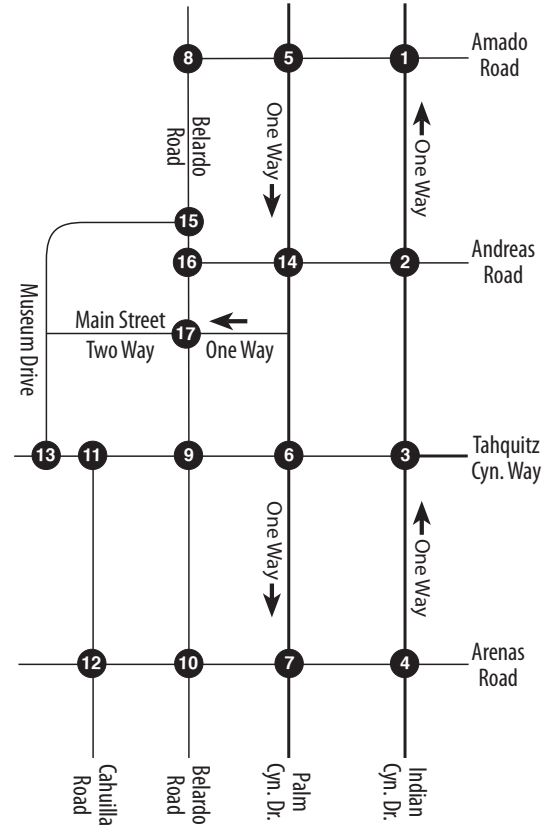 8
5
1
Amado
Road
One Way
One Way
Belardo
Road
15
16
14
2
Andreas
Road
Museum Drive
Main Street
17
Two Way
One Way
13
11
9
6
3
Tahquitz
Cyn. Way
One Way
One Way
12
10
7
4
Arenas
Road
Cahuilla
Road
Belardo
Road
Palm
Cyn. Dr.
Indian
Cyn. Dr.